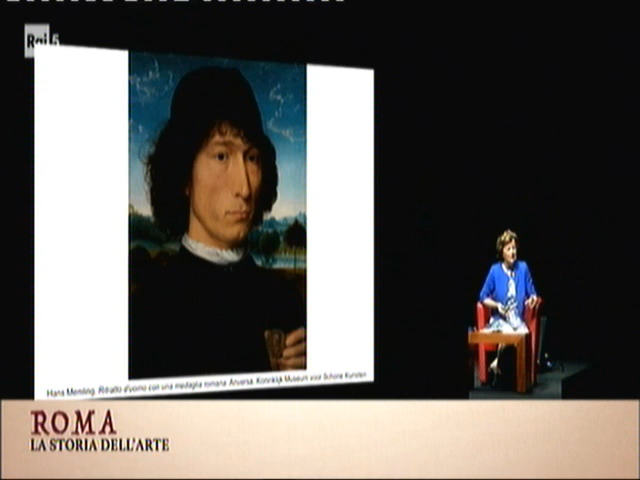 Rai 5
Hans Memling, Ritratto d'uomo con una medaglia romana. Anversa, Koninklijk Museum voor Schone Kunsten
ROMA
LA STORIA DELL'ARTE